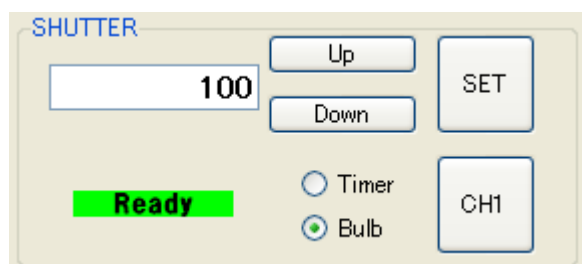 SHUTTER
100
Up
Down
SET
Ready
Timer
Bulb
CH1